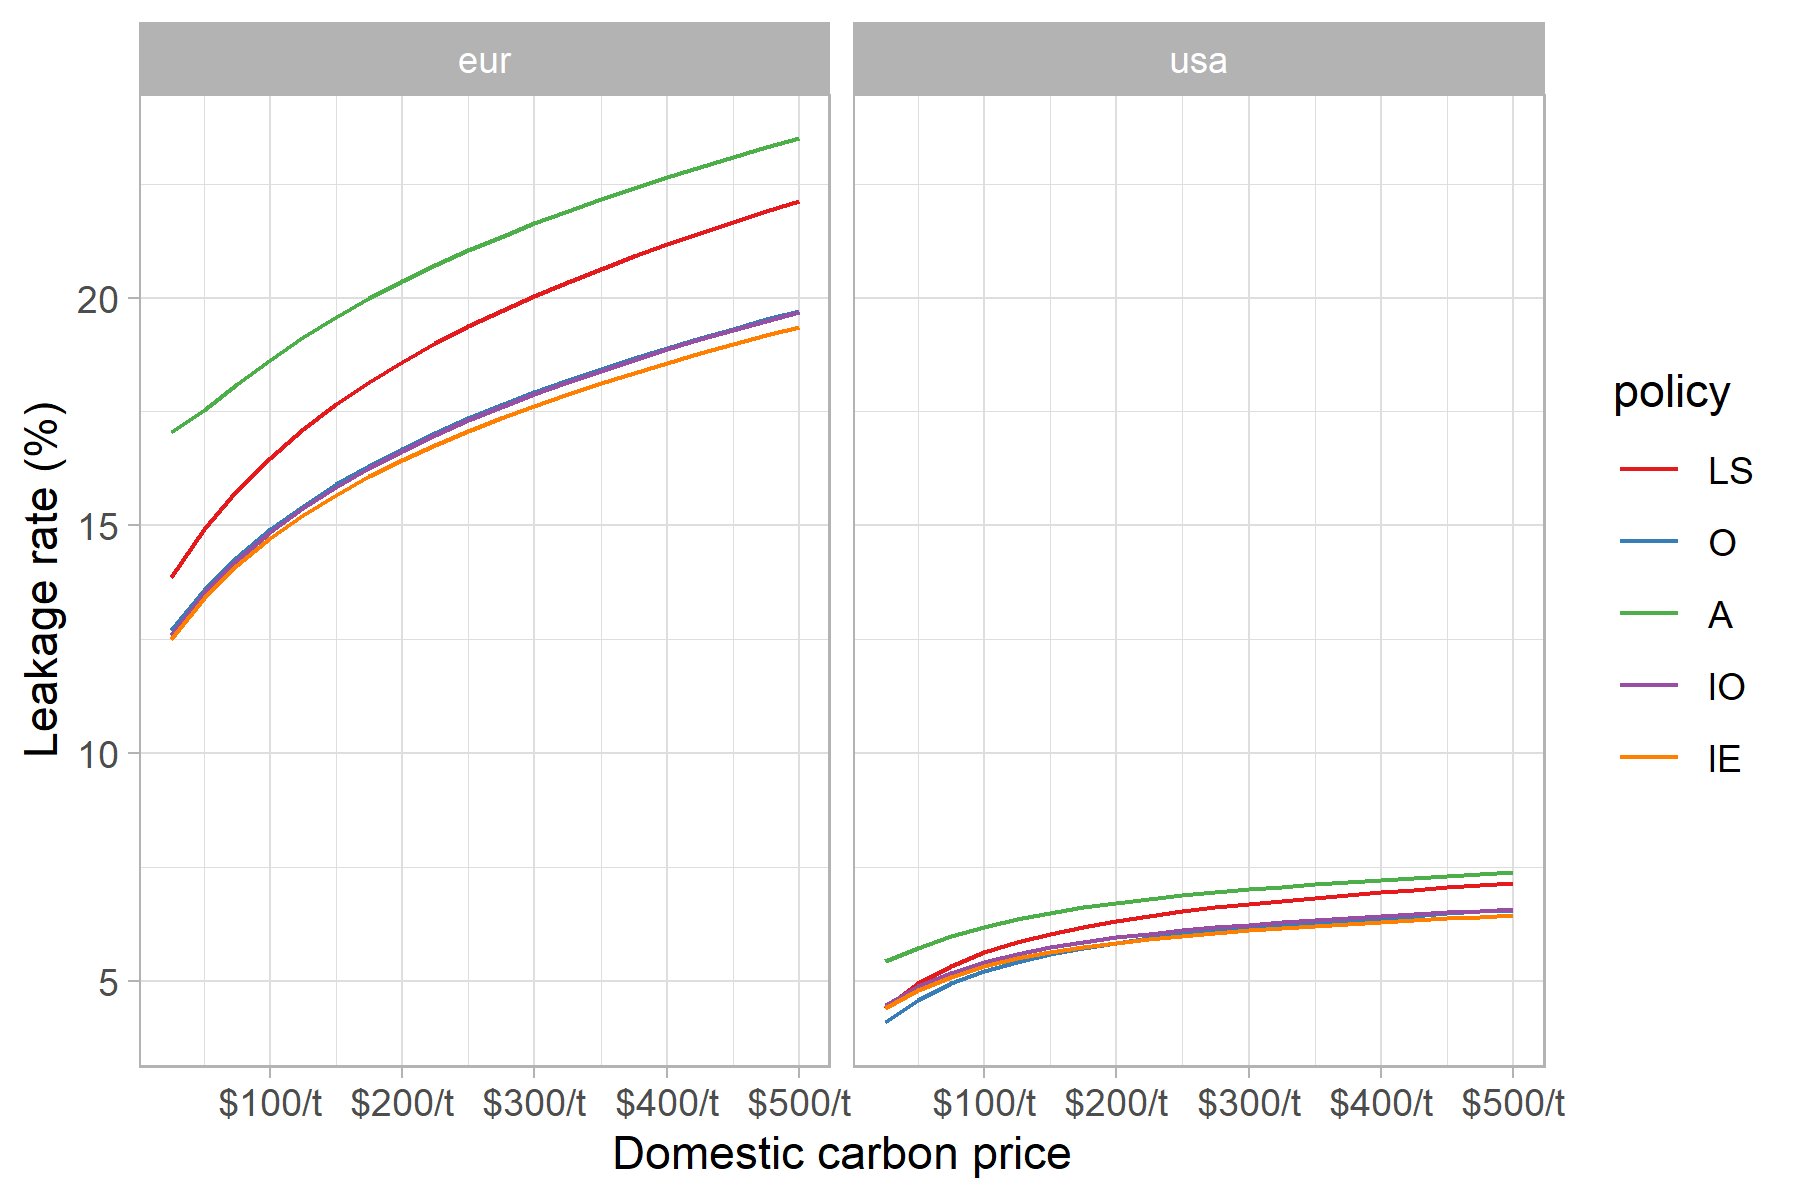 eur
usa
Leakage rate (%)
20
15
10
5
$100/t $200/t $300/t $400/t $500/t
$100/t $200/t $300/t $400/t $500/t
Domestic carbon price
policy
LS
O
A
IO
IE